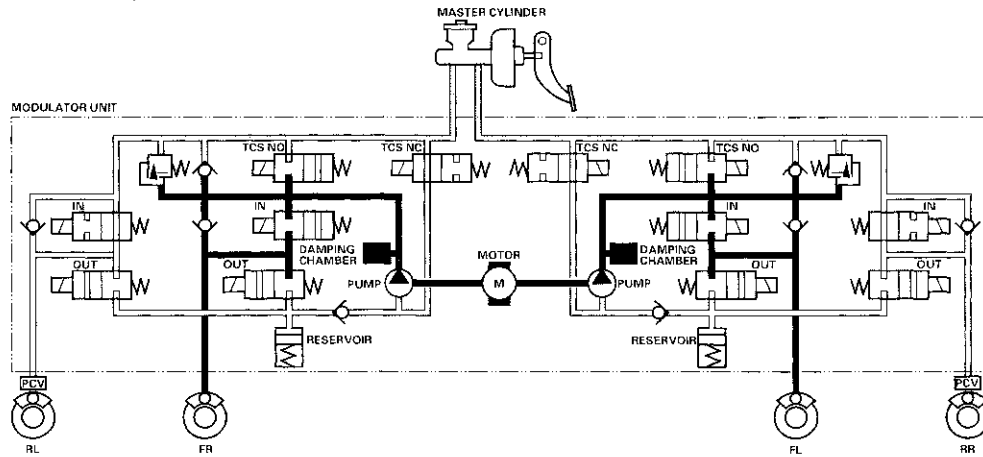 MASTER CYLINDER
MODULATOR UNIT
TCS NO
TCS NC
TCS NC
TCS NO
IN
IN
IN
IN
DAMPING
CHAMBER
MOTOR
DAMPING
CHAMBER
OUT
OUT
OUT
OUT
PUMP
M
PUMP
RESERVOIR
RESERVOIR
PCV
PCV
RL
FR
FL
RR